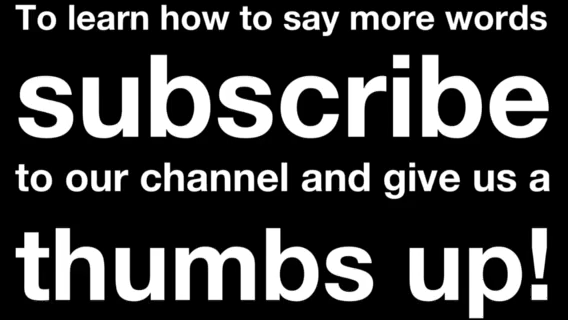 To learn how to say more words
subscribe
to our channel and give us a
thumbs up!